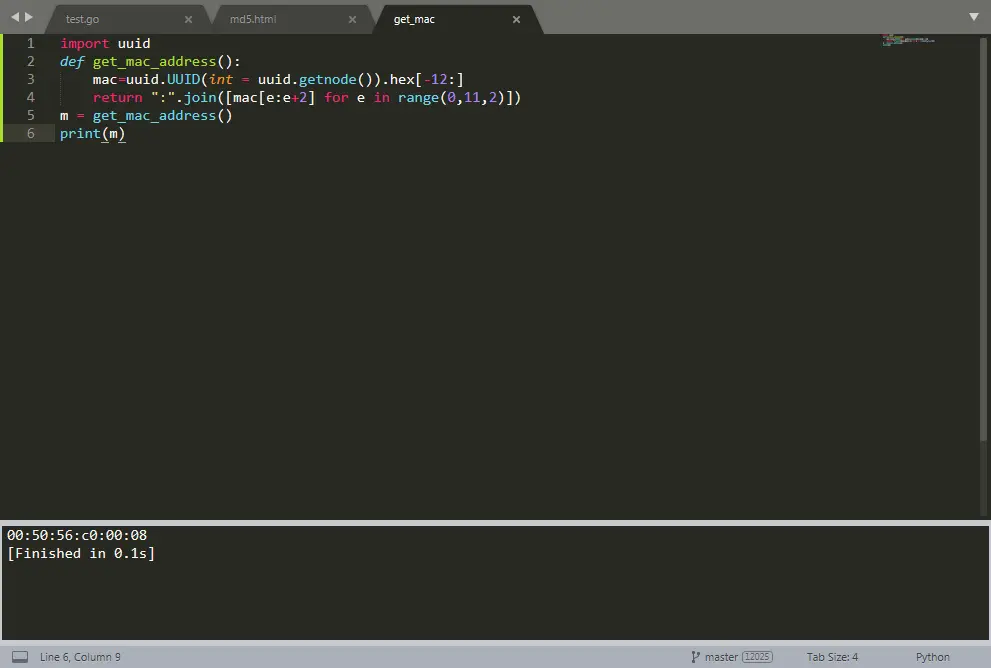 test.go × md5.html × get_mac ×
1 import uuid
2 def get_mac_address():
3     mac=uuid.UUID(int = uuid.getnode()).hex[-12:]
4     return ":".join([mac[e:e+2] for e in range(0,11,2)])
5 m = get_mac_address()
6 print(m)
00:50:56:c0:00:08
[Finished in 0.1s]
Line 6, Column 9 master 12025 Tab Size: 4 Python